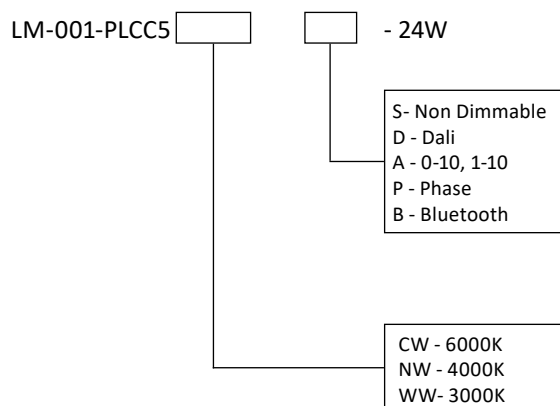 LM-001-PLCC5 - 24W
S- Non Dimmable
D - Dali
A - 0-10, 1-10
P - Phase
B - Bluetooth
CW - 6000K
NW - 4000K
WW- 3000K